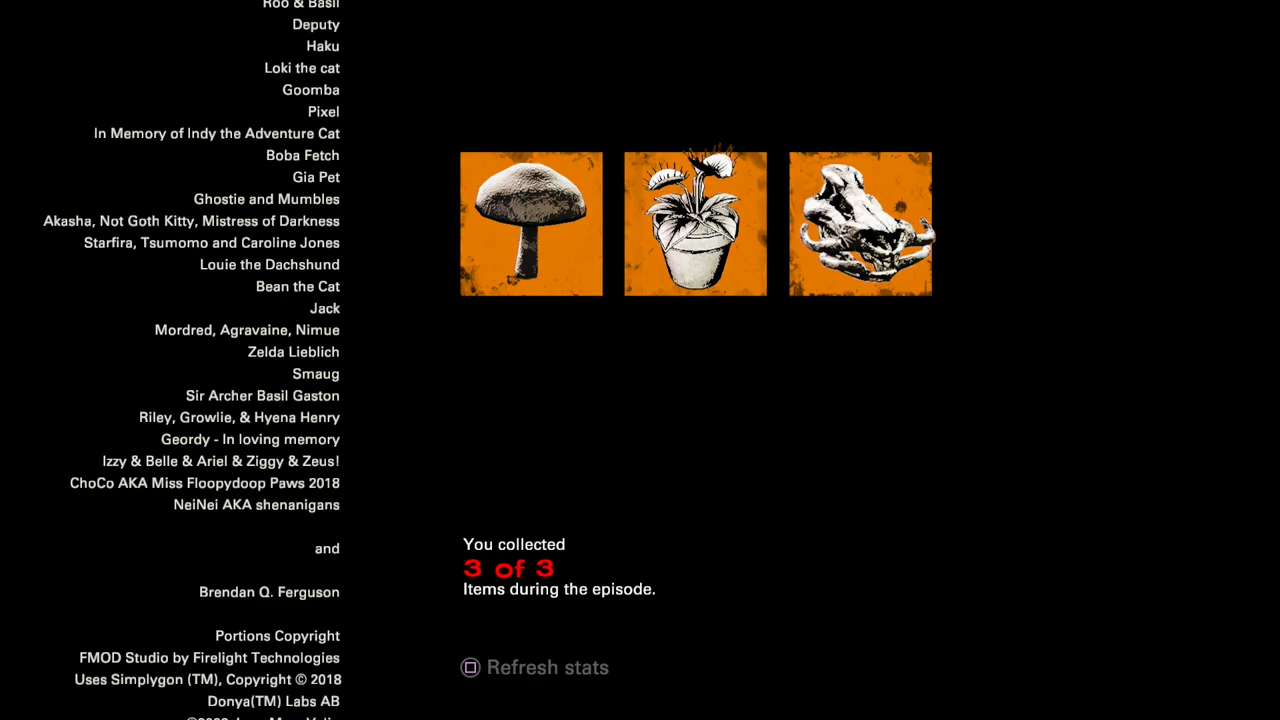 Roo & Basil
Deputy
Haku
Loki the cat
Goomba
Pixel
In Memory of Indy the Adventure Cat
Boba Fetch
Gia Pet
Ghostie and Mumbles
Akasha, Not Goth Kitty, Mistress of Darkness
Starfira, Tsumomo and Caroline Jones
Louie the Dachshund
Bean the Cat
Jack
Mordred, Agravaine, Nimue
Zelda Lieblich
Smaug
Sir Archer Basil Gaston
Riley, Growlie, & Hyena Henry
Geordy - In loving memory
Izzy & Belle & Ariel & Ziggy & Zeus!
ChoCo AKA Miss Floopydoop Paws 2018
NeiNei AKA shenanigans
and
Brendan Q. Ferguson
Portions Copyright
FMOD Studio by Firelight Technologies
Uses Simplygon (TM), Copyright © 2018
Donya(TM) Labs AB
You collected
3 of 3
Items during the episode.
Refresh stats